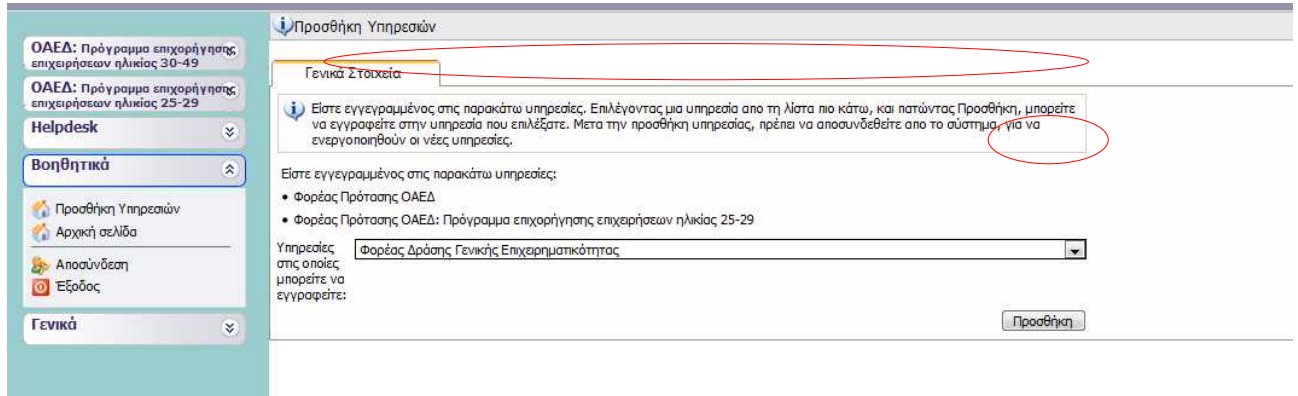 ΟΑΕΔ: Πρόγραμμα επιχορήγησης
επιχειρήσεων ηλικίας 30-49
ΟΑΕΔ: Πρόγραμμα επιχορήγησης
επιχειρήσεων ηλικίας 25-29
Helpdesk
Βοηθητικά
Προσθήκη Υπηρεσιών
Αρχική σελίδα
Αποσύνδεση
Έξοδος
Γενικά
Προσθήκη Υπηρεσιών
Γενικά Στοιχεία
Είστε εγγεγραμμένος στις παρακάτω υπηρεσίες. Επιλέγοντας μια υπηρεσία απο τη λίστα πιο κάτω, και πατώντας Προσθήκη, μπορείτε
να εγγραφείτε στην υπηρεσία που επιλέξατε. Μετα την προσθήκη υπηρεσίας, πρέπει να αποσυνδεθείτε απο το σύστημα, για να
ενεργοποιηθούν οι νέες υπηρεσίες.
Είστε εγγεγραμμένος στις παρακάτω υπηρεσίες:
• Φορέας Πρότασης ΟΑΕΔ
• Φορέας Πρότασης ΟΑΕΔ: Πρόγραμμα επιχορήγησης επιχειρήσεων ηλικίας 25-29
Υπηρεσίες
στις οποίες
μπορείτε να
εγγραφείτε:
Φορέας Δράσης Γενικής Επιχειρηματικότητας
Προσθήκη